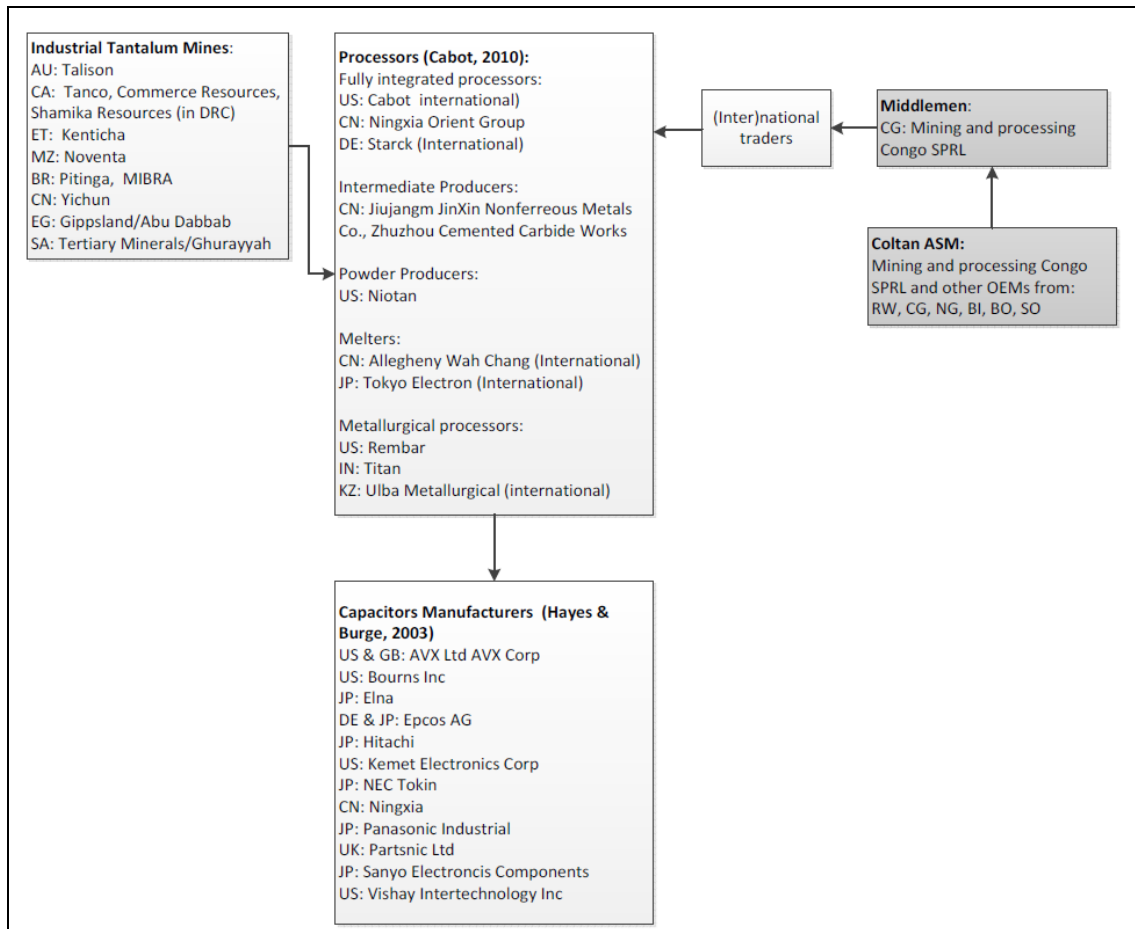 Industrial Tantalum Mines:
AU: Talison
CA:  Tanco, Commerce Resources,
Shamika Resources (in DRC)
ET:  Kenticha
MZ: Noventa
BR: Pitinga,  MIBRA
CN: Yichun
EG: Gippsland/Abu Dabbab
SA: Tertiary Minerals/Ghurayyah
Processors (Cabot, 2010):
Fully integrated processors:
US: Cabot  international)
CN: Ningxia Orient Group
DE: Starck (International)
Intermediate Producers:
CN: Jiujangm JinXin Nonferreous Metals
Co., Zhuzhou Cemented Carbide Works
Powder Producers:
US: Niotan
Melters:
CN: Allegheny Wah Chang (International)
JP: Tokyo Electron (International)
Metallurgical processors:
US: Rembar
IN: Titan
KZ: Ulba Metallurgical (international)
(Inter)national
traders
Middlemen:
CG: Mining and processing
Congo SPRL
Coltan ASM:
Mining and processing Congo
SPRL and other OEMs from:
RW, CG, NG, BI, BO, SO
Capacitors Manufacturers  (Hayes &
Burge, 2003)
US & GB: AVX Ltd AVX Corp
US: Bourns Inc
JP: Elna
DE & JP: Epcos AG
JP: Hitachi
US: Kemet Electronics Corp
JP: NEC Tokin
CN: Ningxia
JP: Panasonic Industrial
UK: Partsnic Ltd
JP: Sanyo Electroncis Components
US: Vishay Intertechnology Inc